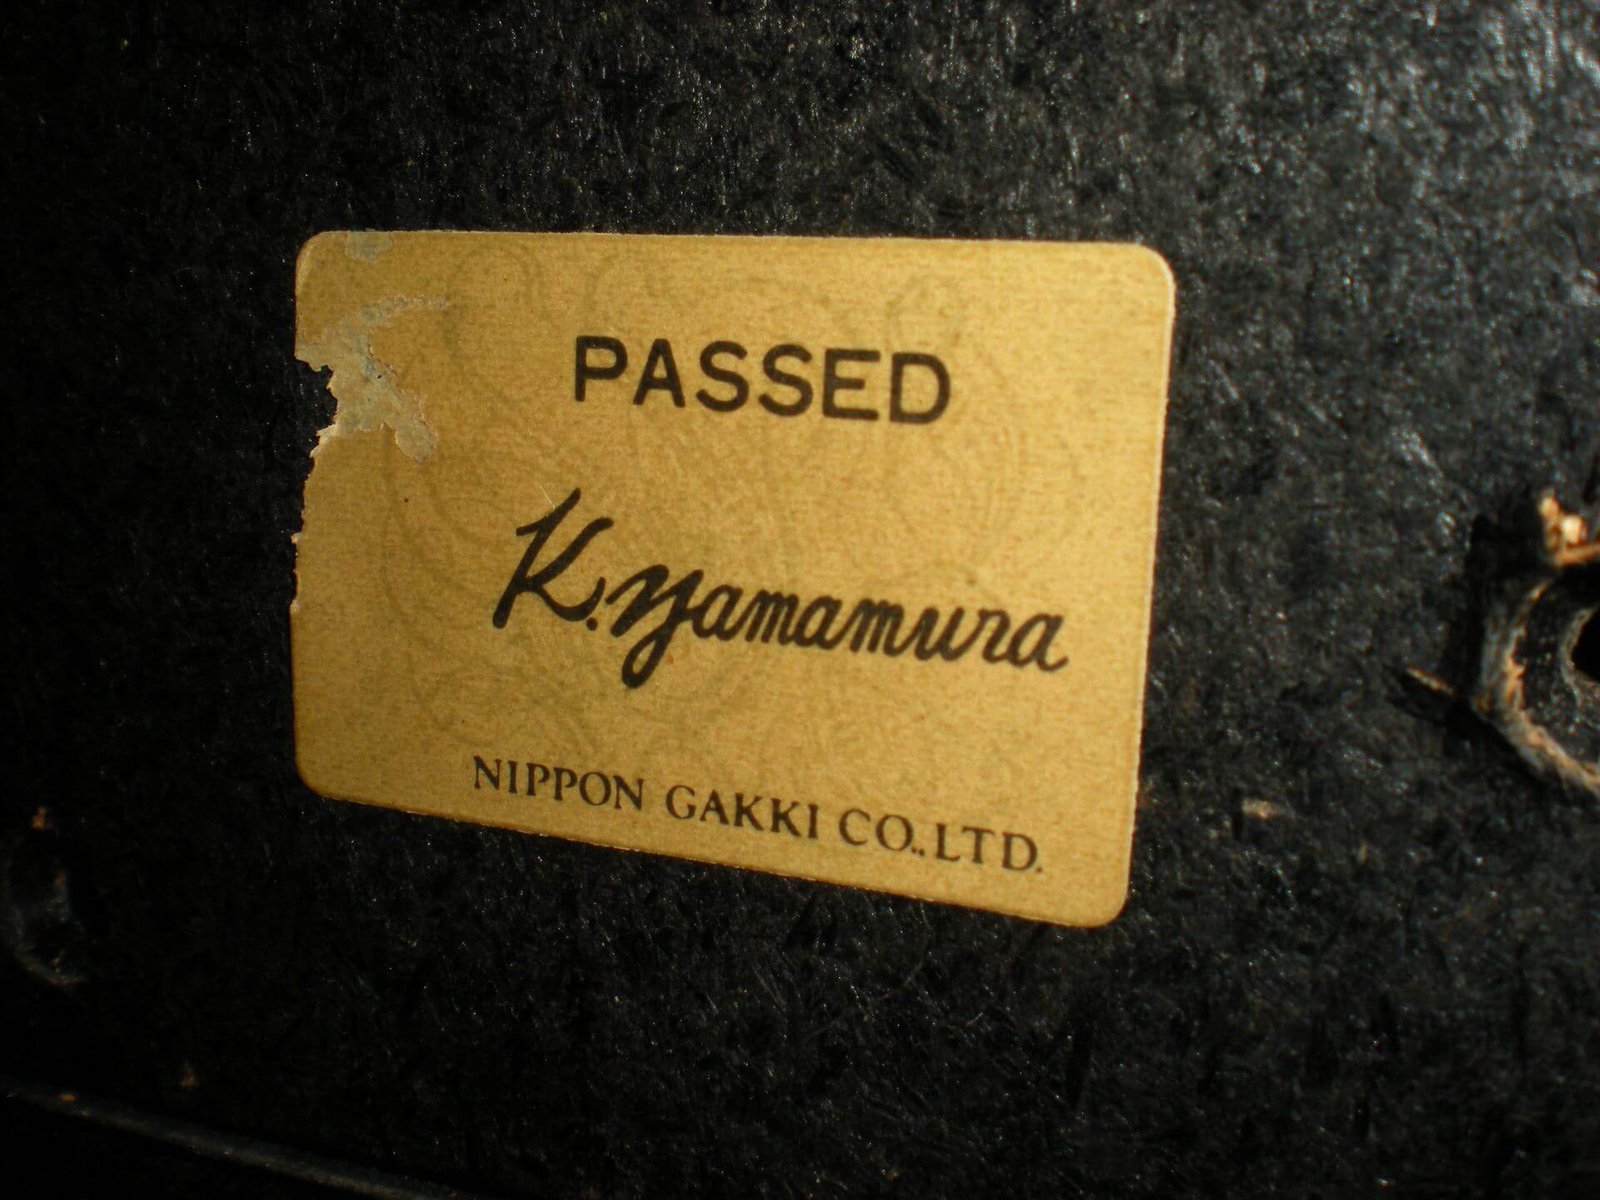 PASSED
K. Yamamura
NIPPON GAKKI CO., LTD.